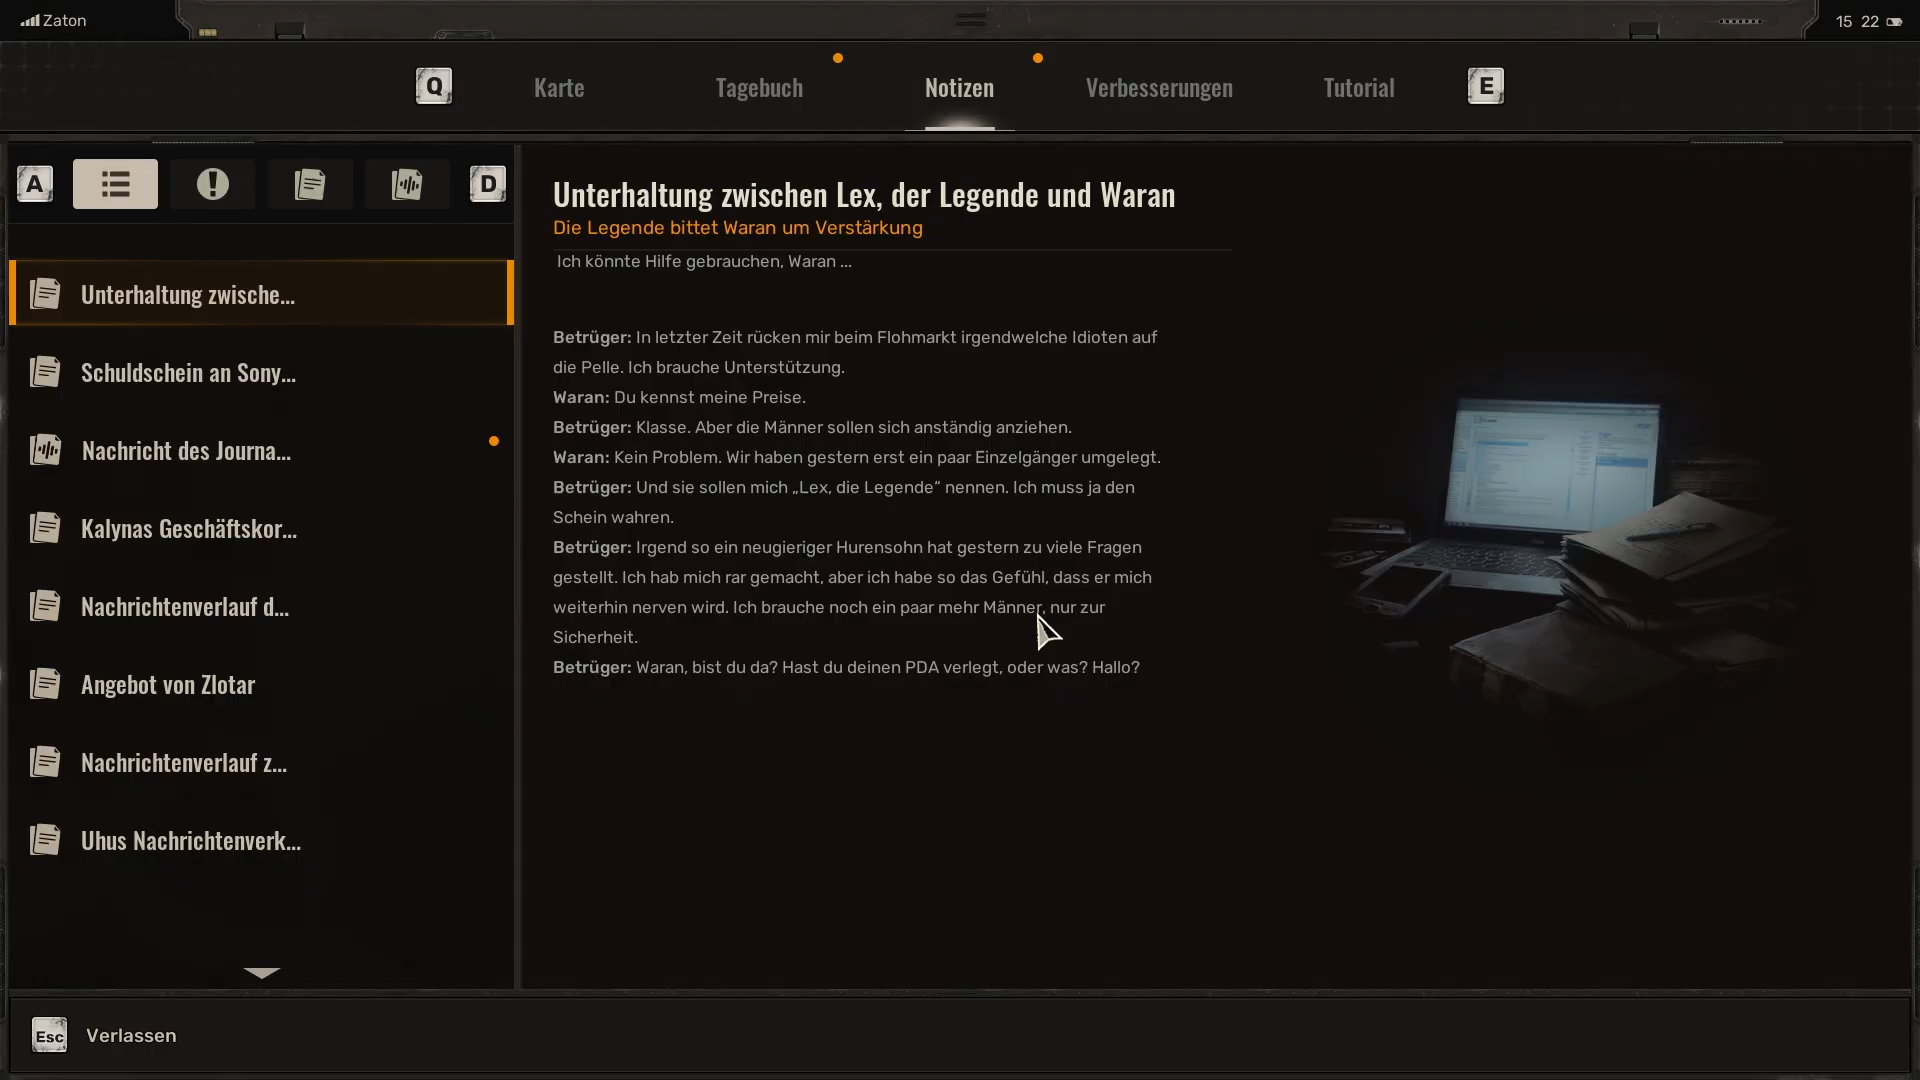 Zaton
15 22
Q
Karte
Tagebuch
Notizen
Verbesserungen
Tutorial
E
A
D
Unterhaltung zwische...
Schuldschein an Sony...
Nachricht des Journa...
Kalynas Geschäftskor...
Nachrichtenverlauf d...
Angebot von Zlotar
Nachrichtenverlauf z...
Uhus Nachrichtenverk...
Unterhaltung zwischen Lex, der Legende und Waran
Die Legende bittet Waran um Verstärkung
Ich könnte Hilfe gebrauchen, Waran ...
Betrüger: In letzter Zeit rücken mir beim Flohmarkt irgendwelche Idioten auf
die Pelle. Ich brauche Unterstützung.
Waran: Du kennst meine Preise.
Betrüger: Klasse. Aber die Männer sollen sich anständig anziehen.
Waran: Kein Problem. Wir haben gestern erst ein paar Einzelgänger umgelegt.
Betrüger: Und sie sollen mich „Lex, die Legende“ nennen. Ich muss ja den
Schein wahren.
Betrüger: Irgend so ein neugieriger Hurensohn hat gestern zu viele Fragen
gestellt. Ich hab mich rar gemacht, aber ich habe so das Gefühl, dass er mich
weiterhin nerven wird. Ich brauche noch ein paar mehr Männer, nur zur
Sicherheit.
Betrüger: Waran, bist du da? Hast du deinen PDA verlegt, oder was? Hallo?
Esc
Verlassen